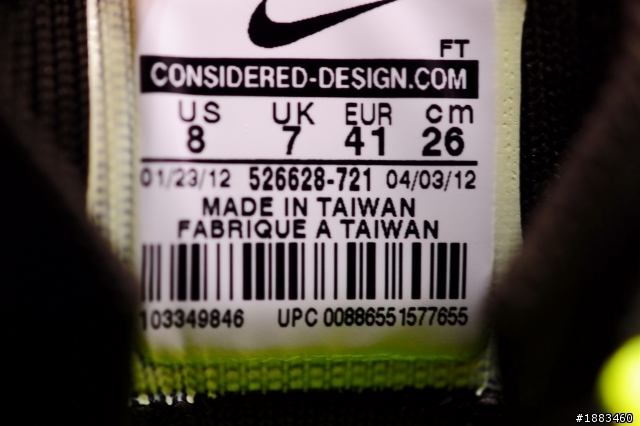 FT
CONSIDERED-DESIGN.COM
US UK EUR cm
8 7 41 26
01/23/12 526628-721 04/03/12
MADE IN TAIWAN
FABRIQUE A TAIWAN
103349846 UPC 00886551577655
#1883460